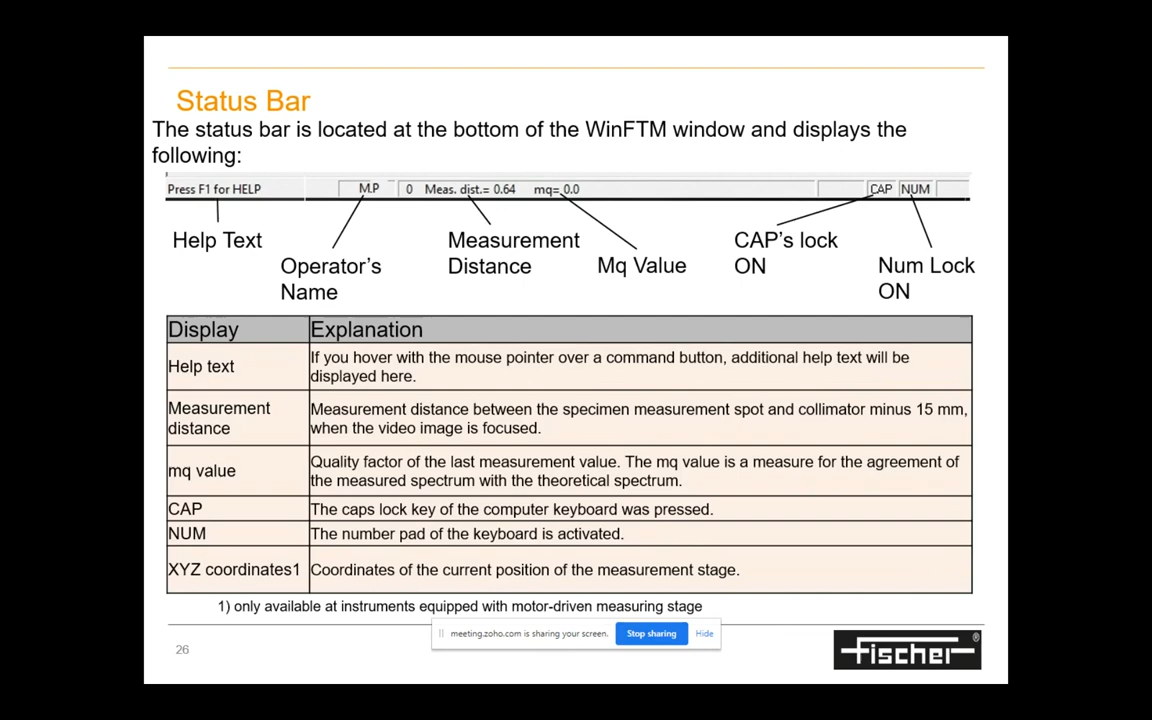 Status Bar
The status bar is located at the bottom of the WinFTM window and displays the
following:
Press F1 for HELP M.P 0 Meas. dist.= 0.64 mq= 0.0 CAP NUM
Help Text
Operator’s
Name
Measurement
Distance
Mq Value
CAP’s lock
ON
Num Lock
ON
Display Explanation
Help text
If you hover with the mouse pointer over a command button, additional help text will be
displayed here.
Measurement
distance
Measurement distance between the specimen measurement spot and collimator minus 15 mm,
when the video image is focused.
mq value
Quality factor of the last measurement value. The mq value is a measure for the agreement of
the measured spectrum with the theoretical spectrum.
CAP The caps lock key of the computer keyboard was pressed.
NUM The number pad of the keyboard is activated.
XYZ coordinates1 Coordinates of the current position of the measurement stage.
1) only available at instruments equipped with motor-driven measuring stage
meeting.zoho.com is sharing your screen. Stop sharing Hide
26
fischer®